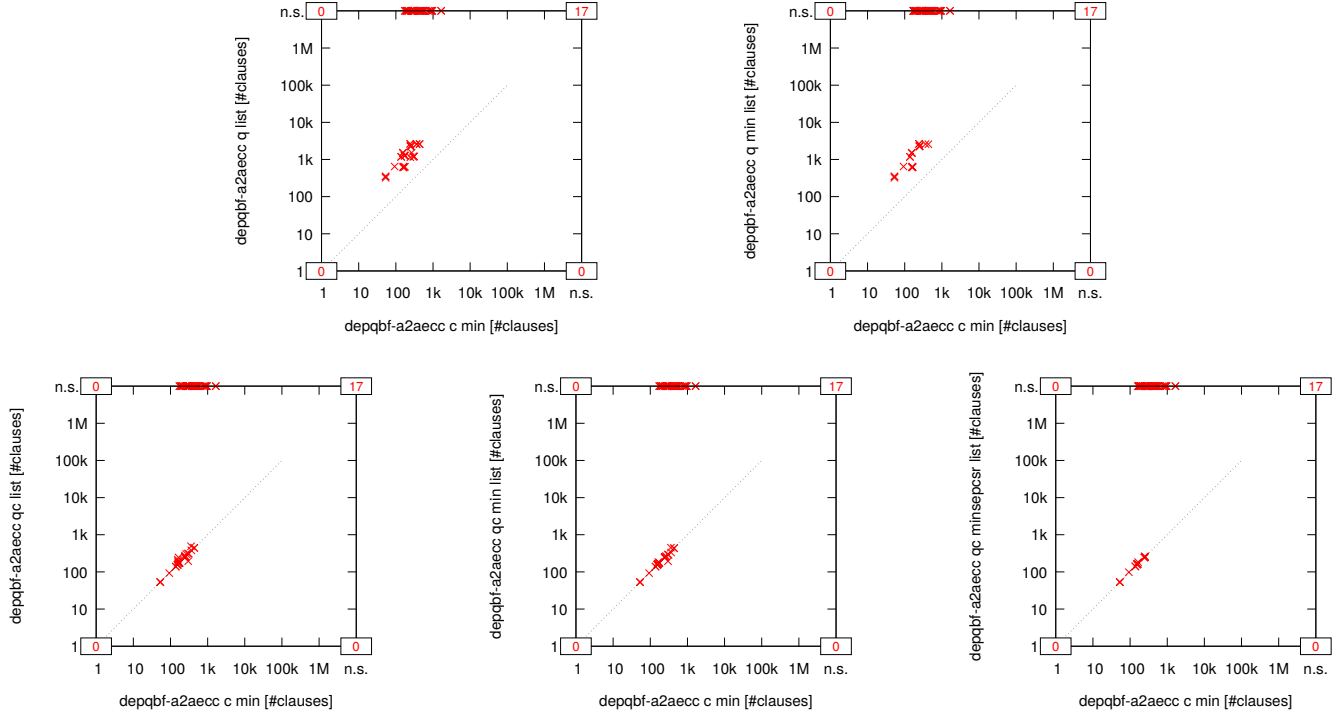 n.s. 0 17
1M
100k
10k
1k
100
10
1 0 0
1 10 100 1k 10k 100k 1M n.s.
depqbf-a2aecc q list [#clauses]
depqbf-a2aecc c min [#clauses]
n.s. 0 17
1M
100k
10k
1k
100
10
1 0 0
1 10 100 1k 10k 100k 1M n.s.
depqbf-a2aecc q min list [#clauses]
depqbf-a2aecc c min [#clauses]
n.s. 0 17
1M
100k
10k
1k
100
10
1 0 0
1 10 100 1k 10k 100k 1M n.s.
depqbf-a2aecc qc list [#clauses]
depqbf-a2aecc c min [#clauses]
n.s. 0 17
1M
100k
10k
1k
100
10
1 0 0
1 10 100 1k 10k 100k 1M n.s.
depqbf-a2aecc qc min list [#clauses]
depqbf-a2aecc c min [#clauses]
n.s. 0 17
1M
100k
10k
1k
100
10
1 0 0
1 10 100 1k 10k 100k 1M n.s.
depqbf-a2aecc qc minsepcsr list [#clauses]
depqbf-a2aecc c min [#clauses]